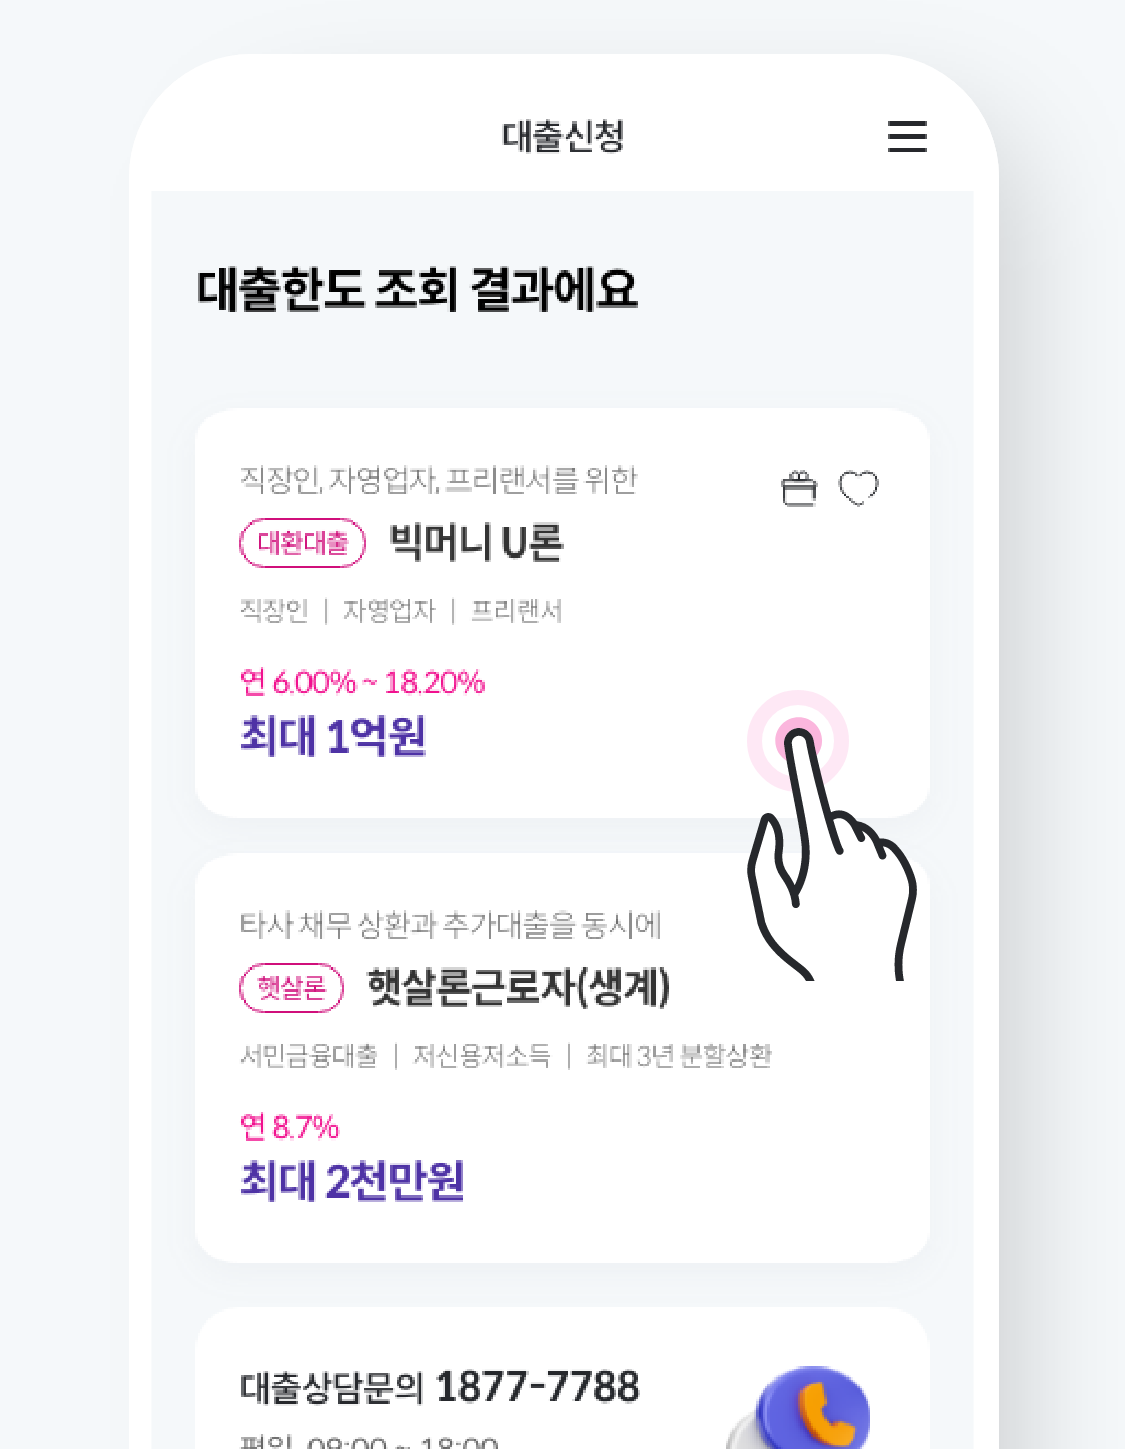 대출신청
대출한도 조회 결과에요
직장인, 자영업자, 프리랜서를 위한
대환대출 빅머니 U론
직장인 | 자영업자 | 프리랜서
연 6.00% ~ 18.20%
최대 1억원
타사 채무 상환과 추가대출을 동시에
햇살론 햇살론근로자(생계)
서민금융대출 | 저신용저소득 | 최대 3년 분할상환
연 8.7%
최대 2천만원
대출상담문의 1877-7788
평일 09:00 ~ 18:00